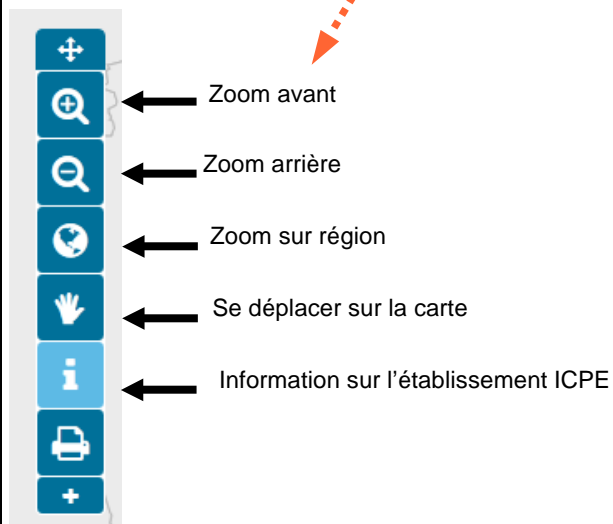 Zoom avant
Zoom arrière
Zoom sur région
Se déplacer sur la carte
Information sur l’établissement ICPE